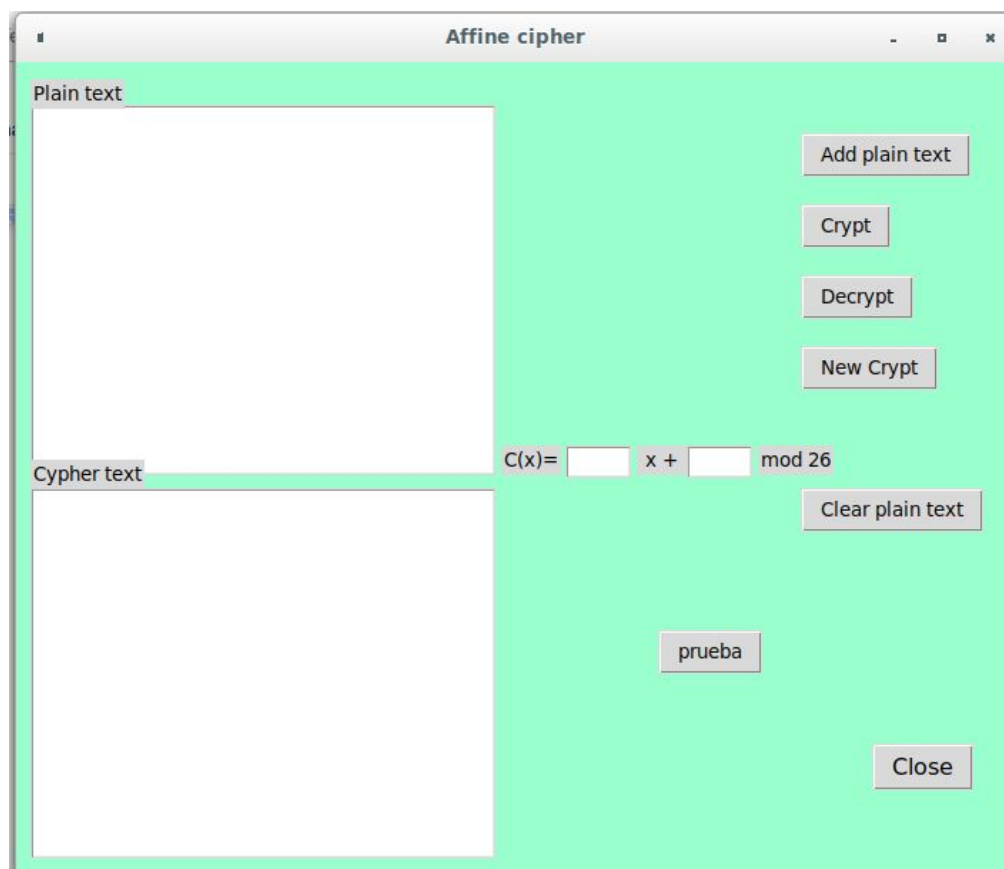 Affine cipher
Plain text
Add plain text
Crypt
Decrypt
New Crypt
C(x)= x + mod 26
Cypher text
Clear plain text
prueba
Close